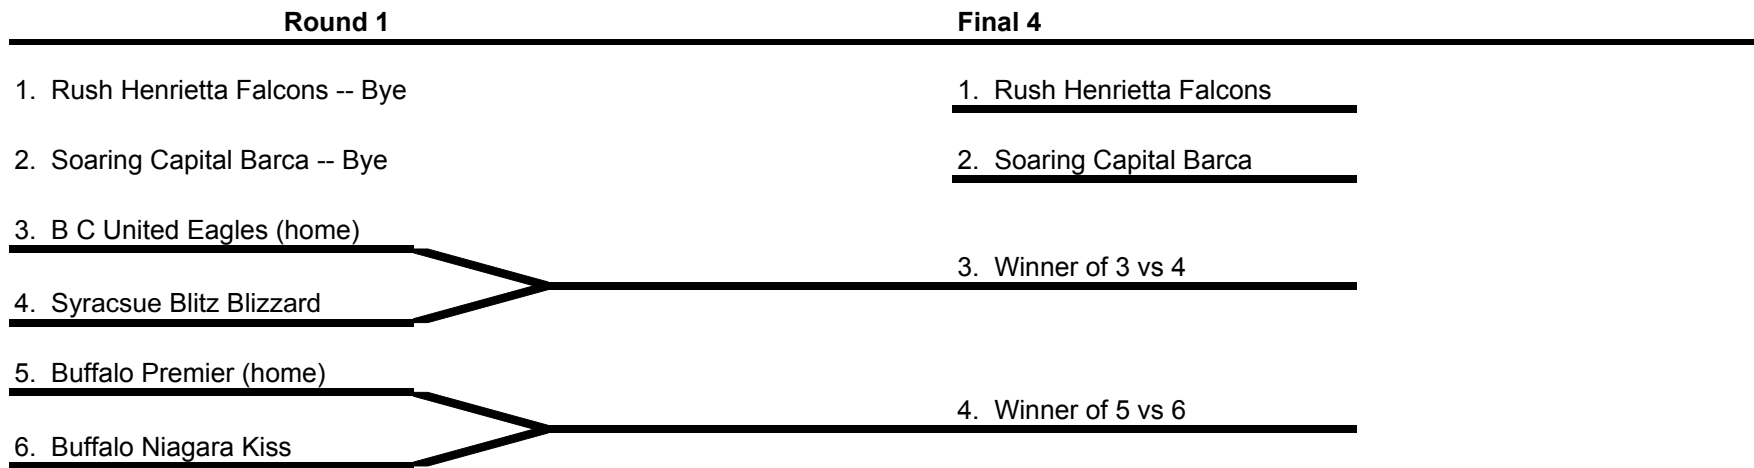 Round 1
Final 4
1. Rush Henrietta Falcons -- Bye
1. Rush Henrietta Falcons
2. Soaring Capital Barca -- Bye
2. Soaring Capital Barca
3. B C United Eagles (home)
3. Winner of 3 vs 4
4. Syracsue Blitz Blizzard
5. Buffalo Premier (home)
4. Winner of 5 vs 6
6. Buffalo Niagara Kiss